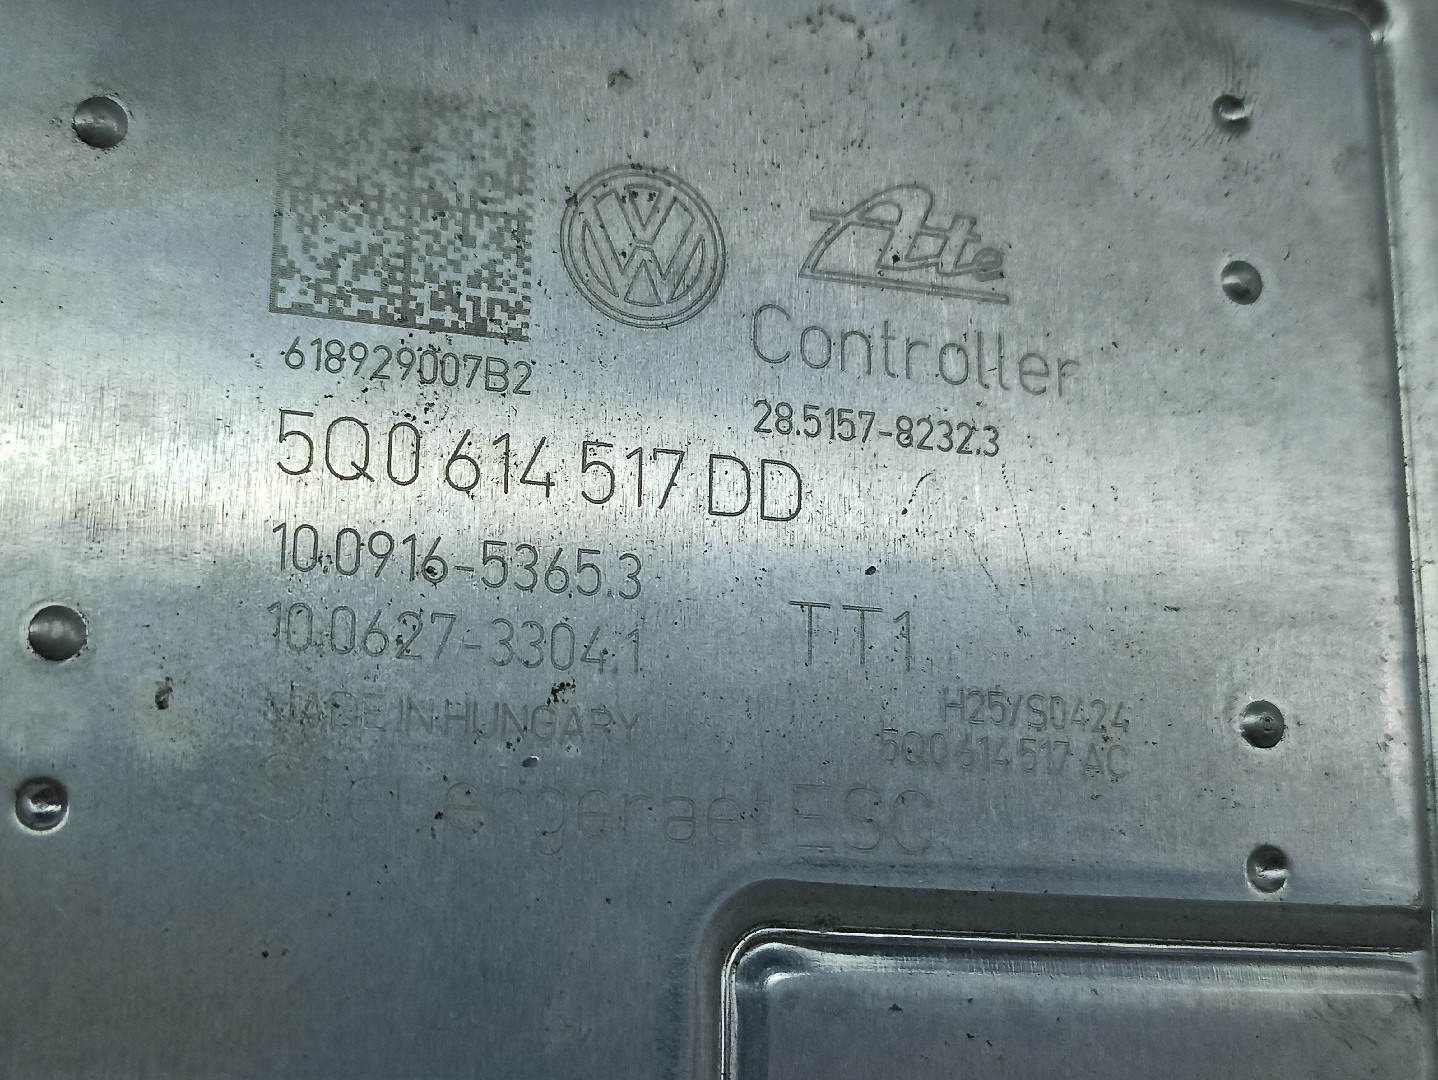 Ate
Controller
618929007B2
28.5157-8232.3
5Q0 614 517 DD
10.0916-5365.3
10.0627-3304.1
TT1
MADE IN HUNGARY
H25/S0424
5Q0 614 517 AC
Steuergeraet ESC